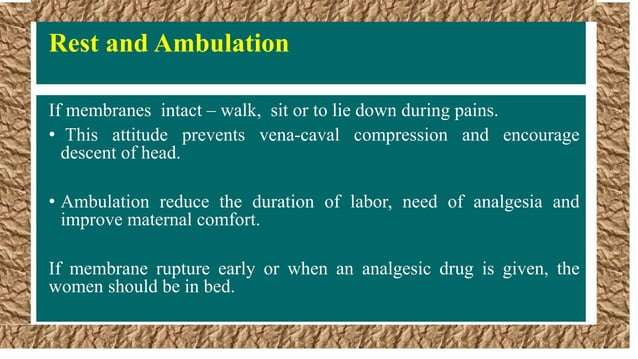 Rest and Ambulation
If membranes intact – walk, sit or to lie down during pains.
• This attitude prevents vena-caval compression and encourage
descent of head.
• Ambulation reduce the duration of labor, need of analgesia and
improve maternal comfort.
If membrane rupture early or when an analgesic drug is given, the
women should be in bed.